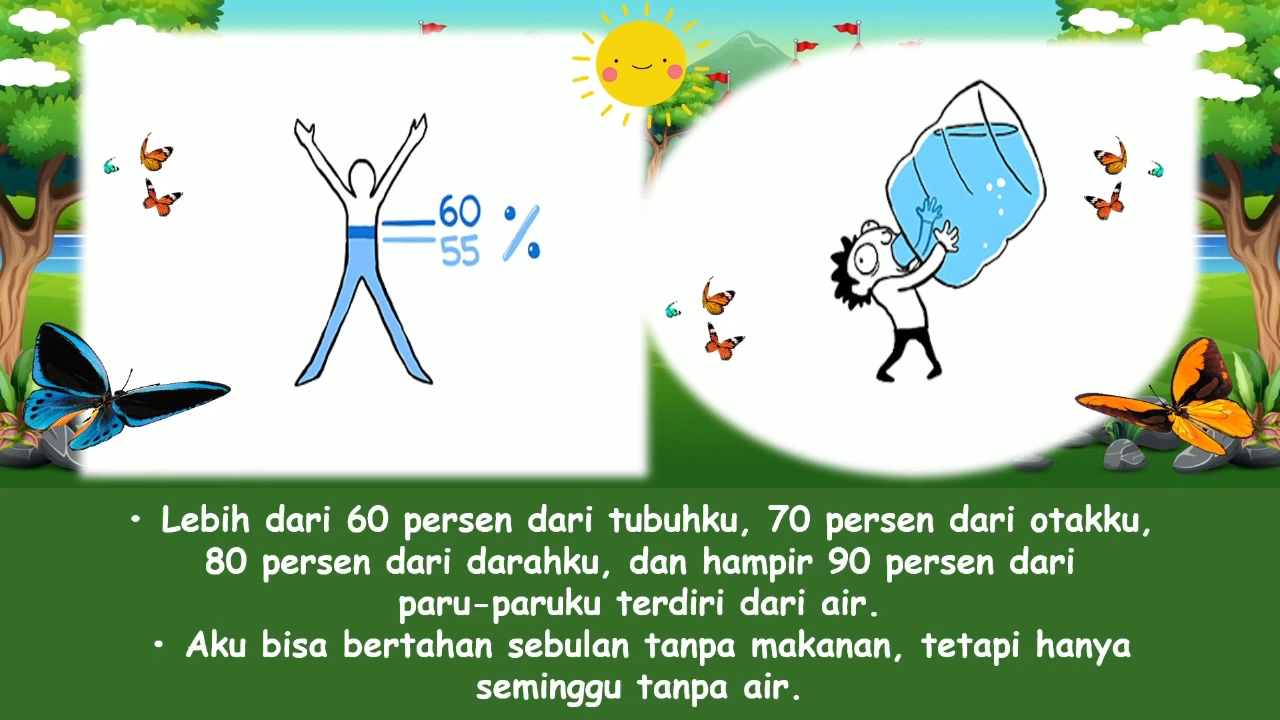 60 %
55
• Lebih dari 60 persen dari tubuhku, 70 persen dari otakku,
80 persen dari darahku, dan hampir 90 persen dari
paru-paruku terdiri dari air.
• Aku bisa bertahan sebulan tanpa makanan, tetapi hanya
seminggu tanpa air.